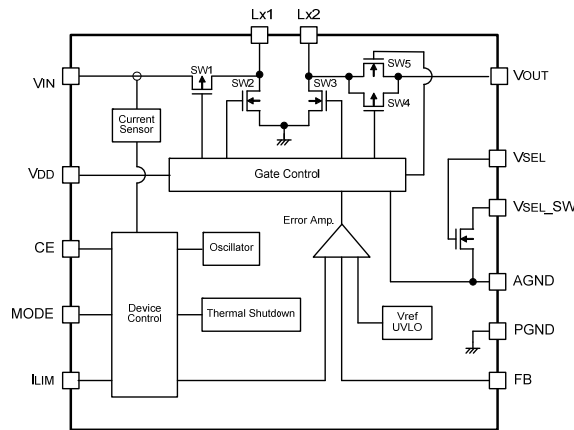 Lx1 Lx2
SW1 SW5
VIN VOUT
SW2 SW3
SW4
Current
Sensor
VSEL
VDD Gate Control
VSEL_SW
Error Amp.
CE Oscillator
AGND
MODE Device
Control Thermal Shutdown Vref
UVLO
PGND
ILIM FB